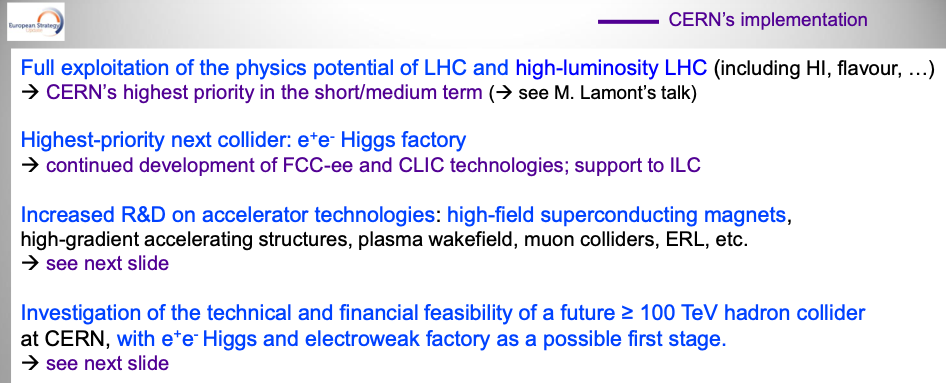 European Strategy
Update
CERN's implementation
Full exploitation of the physics potential of LHC and high-luminosity LHC (including HI, flavour, …)
→ CERN's highest priority in the short/medium term (→ see M. Lamont's talk)
Highest-priority next collider: e⁺e⁻ Higgs factory
→ continued development of FCC-ee and CLIC technologies; support to ILC
Increased R&D on accelerator technologies: high-field superconducting magnets,
high-gradient accelerating structures, plasma wakefield, muon colliders, ERL, etc.
→ see next slide
Investigation of the technical and financial feasibility of a future ≥ 100 TeV hadron collider
at CERN, with e⁺e⁻ Higgs and electroweak factory as a possible first stage.
→ see next slide